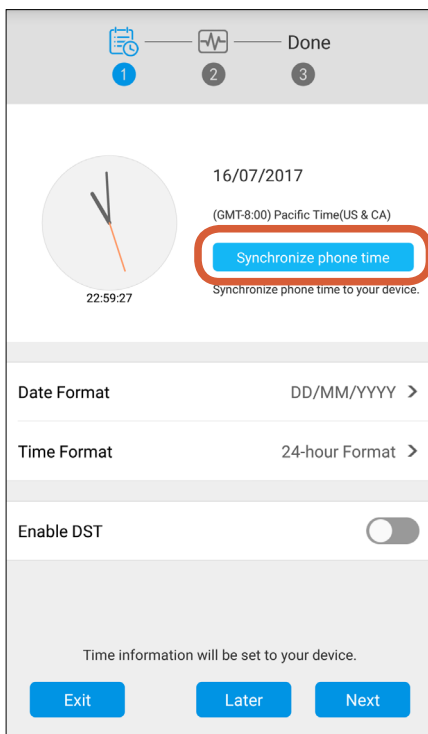 Done
1 2 3
16/07/2017
(GMT-8:00) Pacific Time(US & CA)
Synchronize phone time
Synchronize phone time to your device.
22:59:27
Date Format DD/MM/YYYY >
Time Format 24-hour Format >
Enable DST
Time information will be set to your device.
Exit Later Next